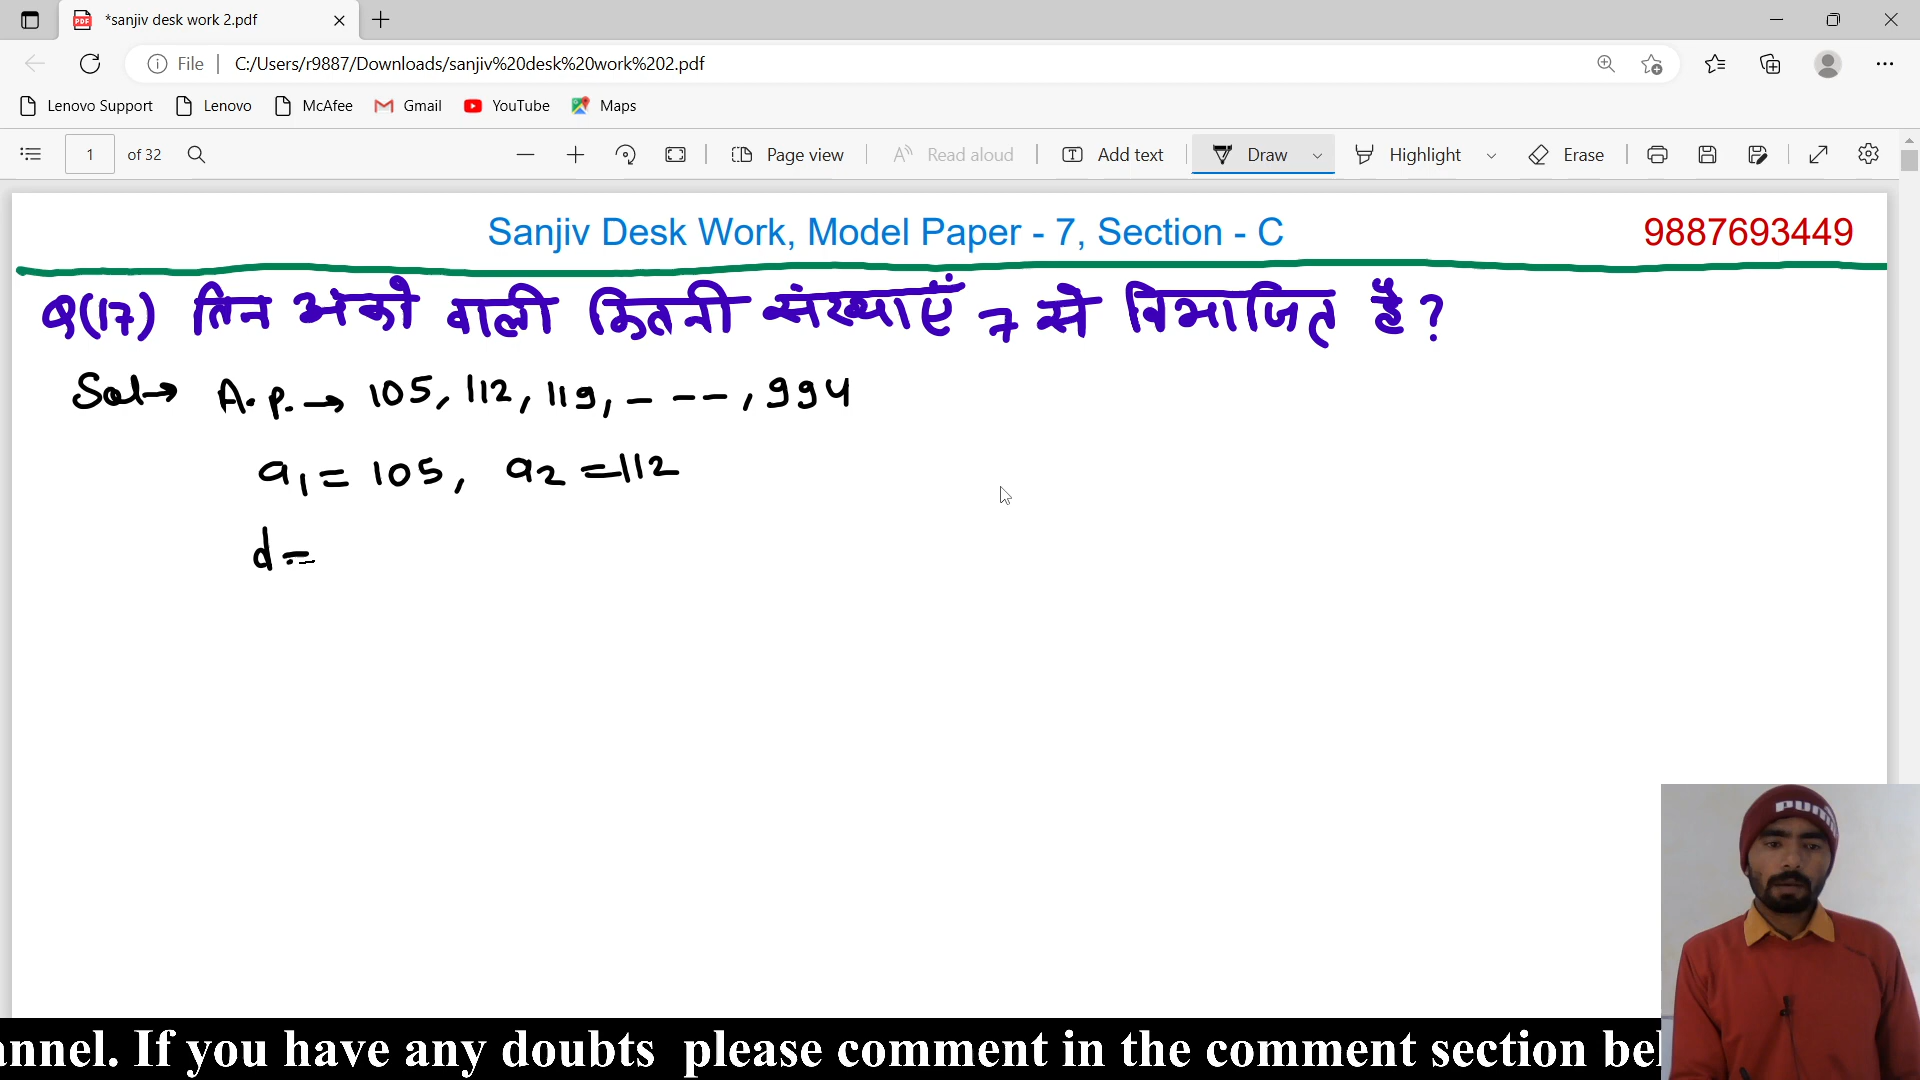 *sanjiv desk work 2.pdf
File | C:/Users/r9887/Downloads/sanjiv%20desk%20work%202.pdf
Lenovo Support Lenovo McAfee Gmail YouTube Maps
1 of 32 Page view Read aloud Add text Draw Highlight Erase
Sanjiv Desk Work, Model Paper - 7, Section - C 9887693449
Q(17) तिन अंको वाली कितनी संख्याएं 7 से विभाजित है ?
Sol→ A.P.→ 105, 112, 119, - - - -, 994
a₁ = 105, a₂ = 112
d =
PUMA
annel. If you have any doubts please comment in the comment section bel